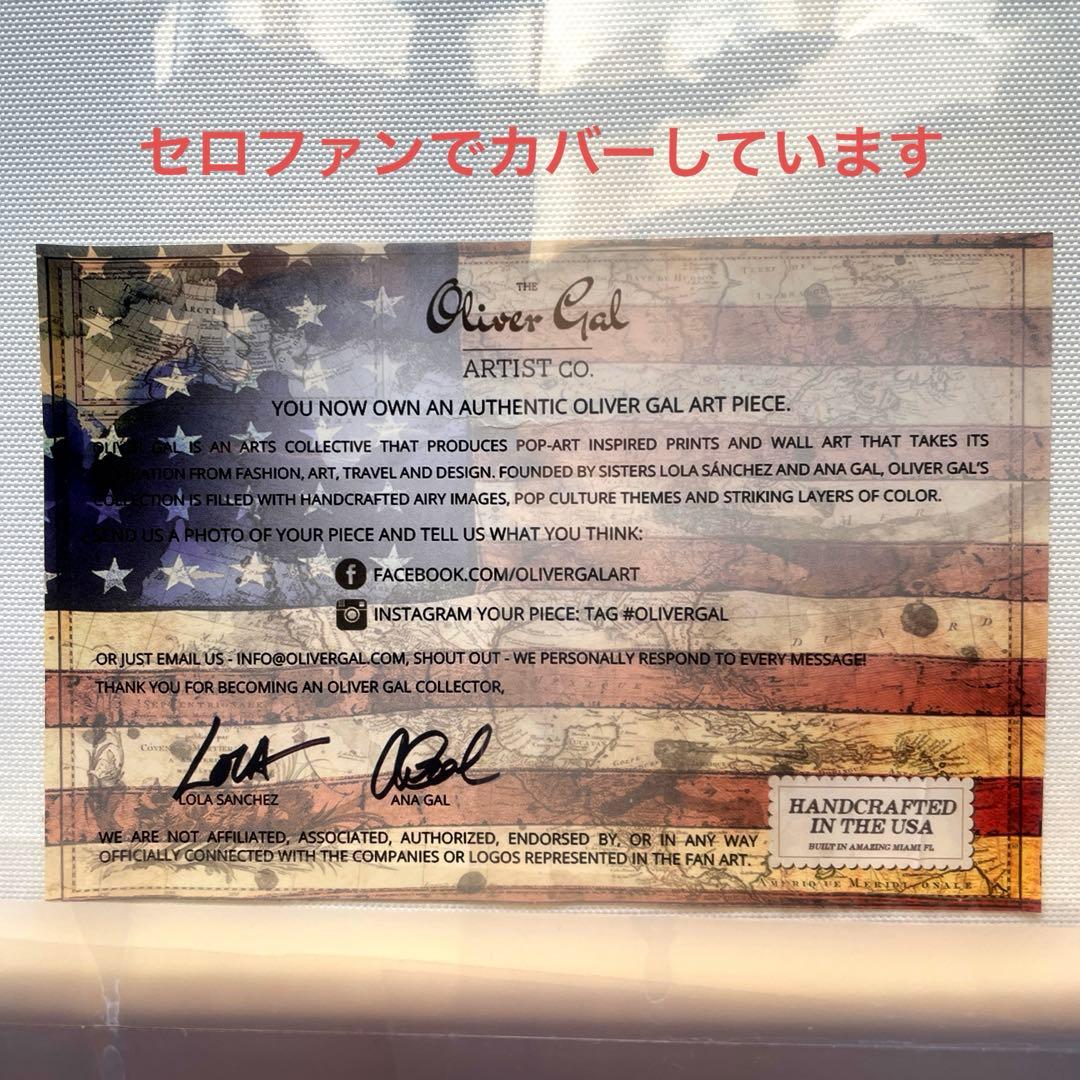 セロファンでカバーしています
THE
Oliver Gal
ARTIST CO.
YOU NOW OWN AN AUTHENTIC OLIVER GAL ART PIECE.
OLIVER GAL IS AN ARTS COLLECTIVE THAT PRODUCES POP-ART INSPIRED PRINTS AND WALL ART THAT TAKES ITS
INSPIRATION FROM FASHION, ART, TRAVEL AND DESIGN. FOUNDED BY SISTERS LOLA SÁNCHEZ AND ANA GAL, OLIVER GAL'S
COLLECTION IS FILLED WITH HANDCRAFTED AIRY IMAGES, POP CULTURE THEMES AND STRIKING LAYERS OF COLOR.
SEND US A PHOTO OF YOUR PIECE AND TELL US WHAT YOU THINK:
f FACEBOOK.COM/OLIVERGALART
INSTAGRAM YOUR PIECE: TAG #OLIVERGAL
OR JUST EMAIL US - INFO@OLIVERGAL.COM, SHOUT OUT - WE PERSONALLY RESPOND TO EVERY MESSAGE!
THANK YOU FOR BECOMING AN OLIVER GAL COLLECTOR,
LOLA
LOLA SANCHEZ ANA GAL
WE ARE NOT AFFILIATED, ASSOCIATED, AUTHORIZED, ENDORSED BY, OR IN ANY WAY
OFFICIALLY CONNECTED WITH THE COMPANIES OR LOGOS REPRESENTED IN THE FAN ART.
HANDCRAFTED
IN THE USA
BUILT IN AMAZING MIAMI FL
AMERIQUE MERIDIONALE